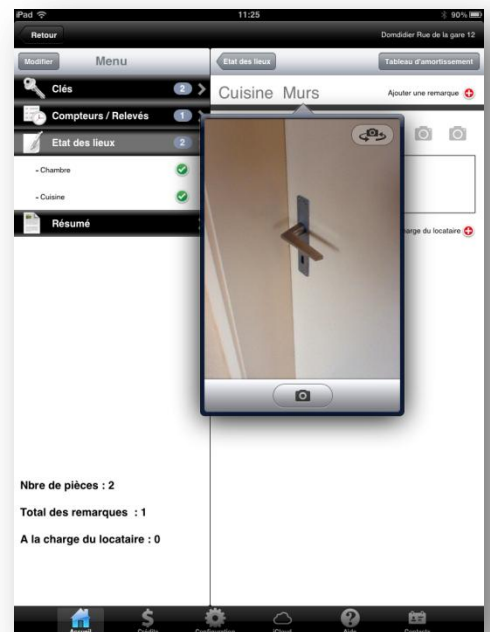 iPad 11:25 90%
Retour Domdidier Rue de la gare 12
Modifier Menu Etat des lieux Tableau d'amortissement
Clés 2
Cuisine Murs Ajouter une remarque
Compteurs / Relevés 1
Etat des lieux 2
- Chambre
- Cuisine
Résumé
arge du locataire
Nbre de pièces : 2
Total des remarques : 1
A la charge du locataire : 0
Accueil Crédits Configuration iCloud Aide Contacts